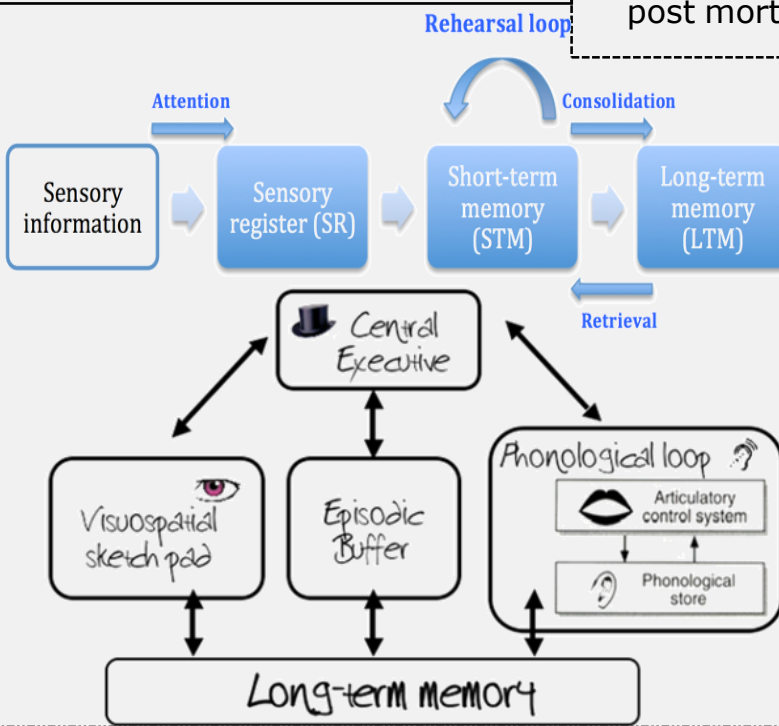 post mort
Rehearsal loop
Attention
Consolidation
Sensory
information
Sensory
register (SR)
Short-term
memory
(STM)
Long-term
memory
(LTM)
Retrieval
Central
Executive
Visuospatial
sketch pad
Episodic
Buffer
Phonological loop
Articulatory
control system
Phonological
store
Long-term memory